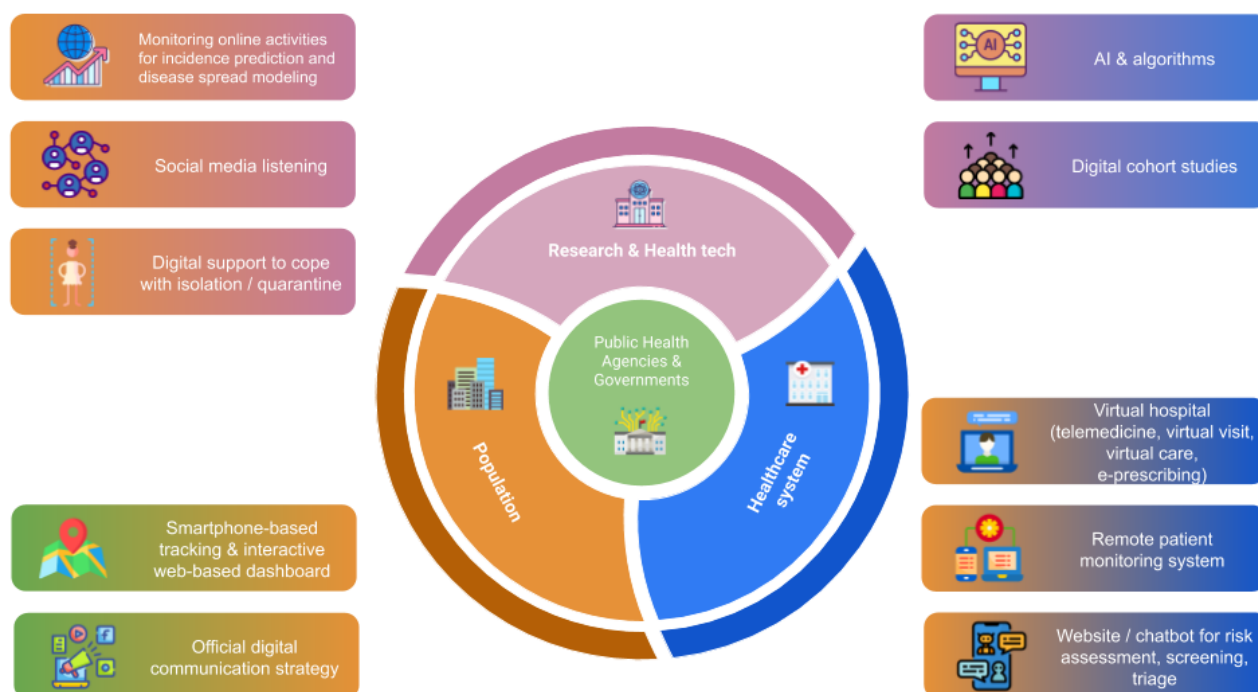 Monitoring online activities
for incidence prediction and
disease spread modeling
Social media listening
Digital support to cope
with isolation / quarantine
Smartphone-based
tracking & interactive
web-based dashboard
Official digital
communication strategy
Research & Health tech
Public Health
Agencies &
Governments
Population
Healthcare
system
AI
AI & algorithms
Digital cohort studies
Virtual hospital
(telemedicine, virtual visit,
virtual care,
e-prescribing)
Remote patient
monitoring system
Website / chatbot for risk
assessment, screening,
triage